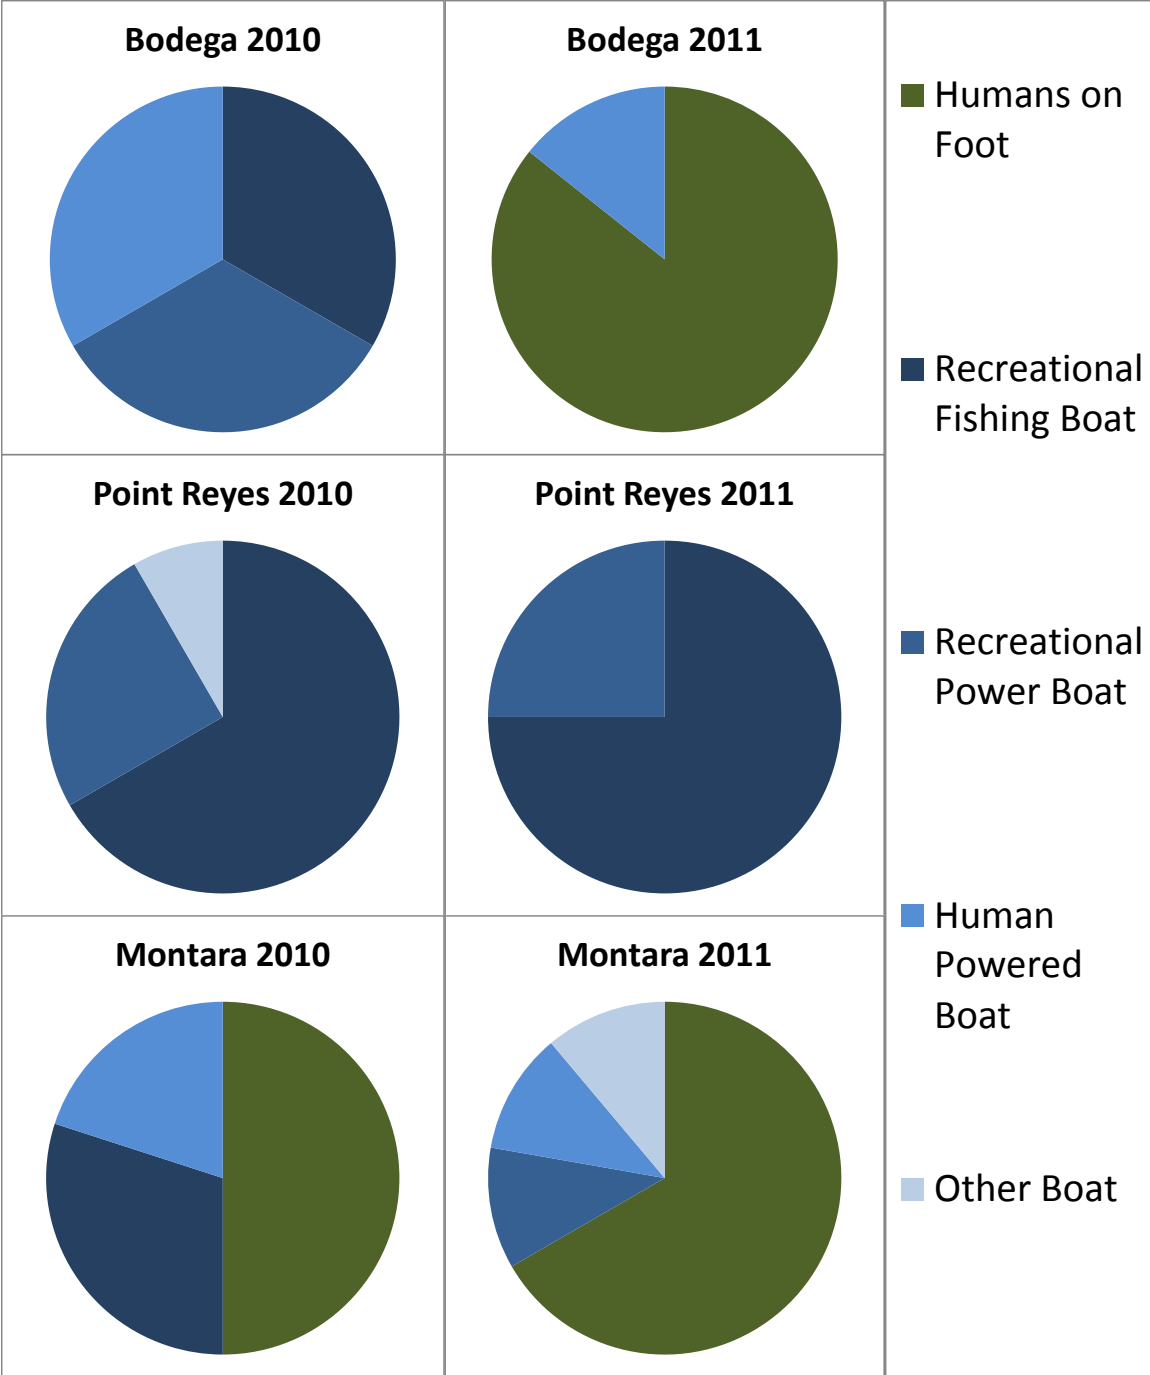 Bodega 2010
Bodega 2011
Point Reyes 2010
Point Reyes 2011
Montara 2010
Montara 2011
Humans on
Foot
Recreational
Fishing Boat
Recreational
Power Boat
Human
Powered
Boat
Other Boat